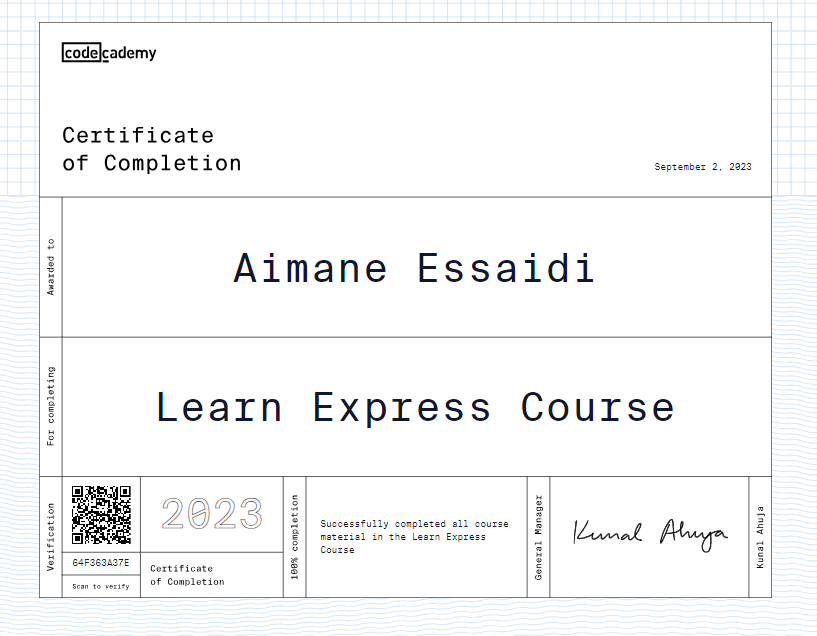 codecademy
Certificate
of Completion
September 2, 2023
Awarded to
Aimane Essaidi
For completing
Learn Express Course
Verification
64F363A37E
Scan to verify
2023
Certificate
of Completion
100% completion
Successfully completed all course
material in the Learn Express
Course
General Manager
Kunal Ahuja
Kunal Ahuja